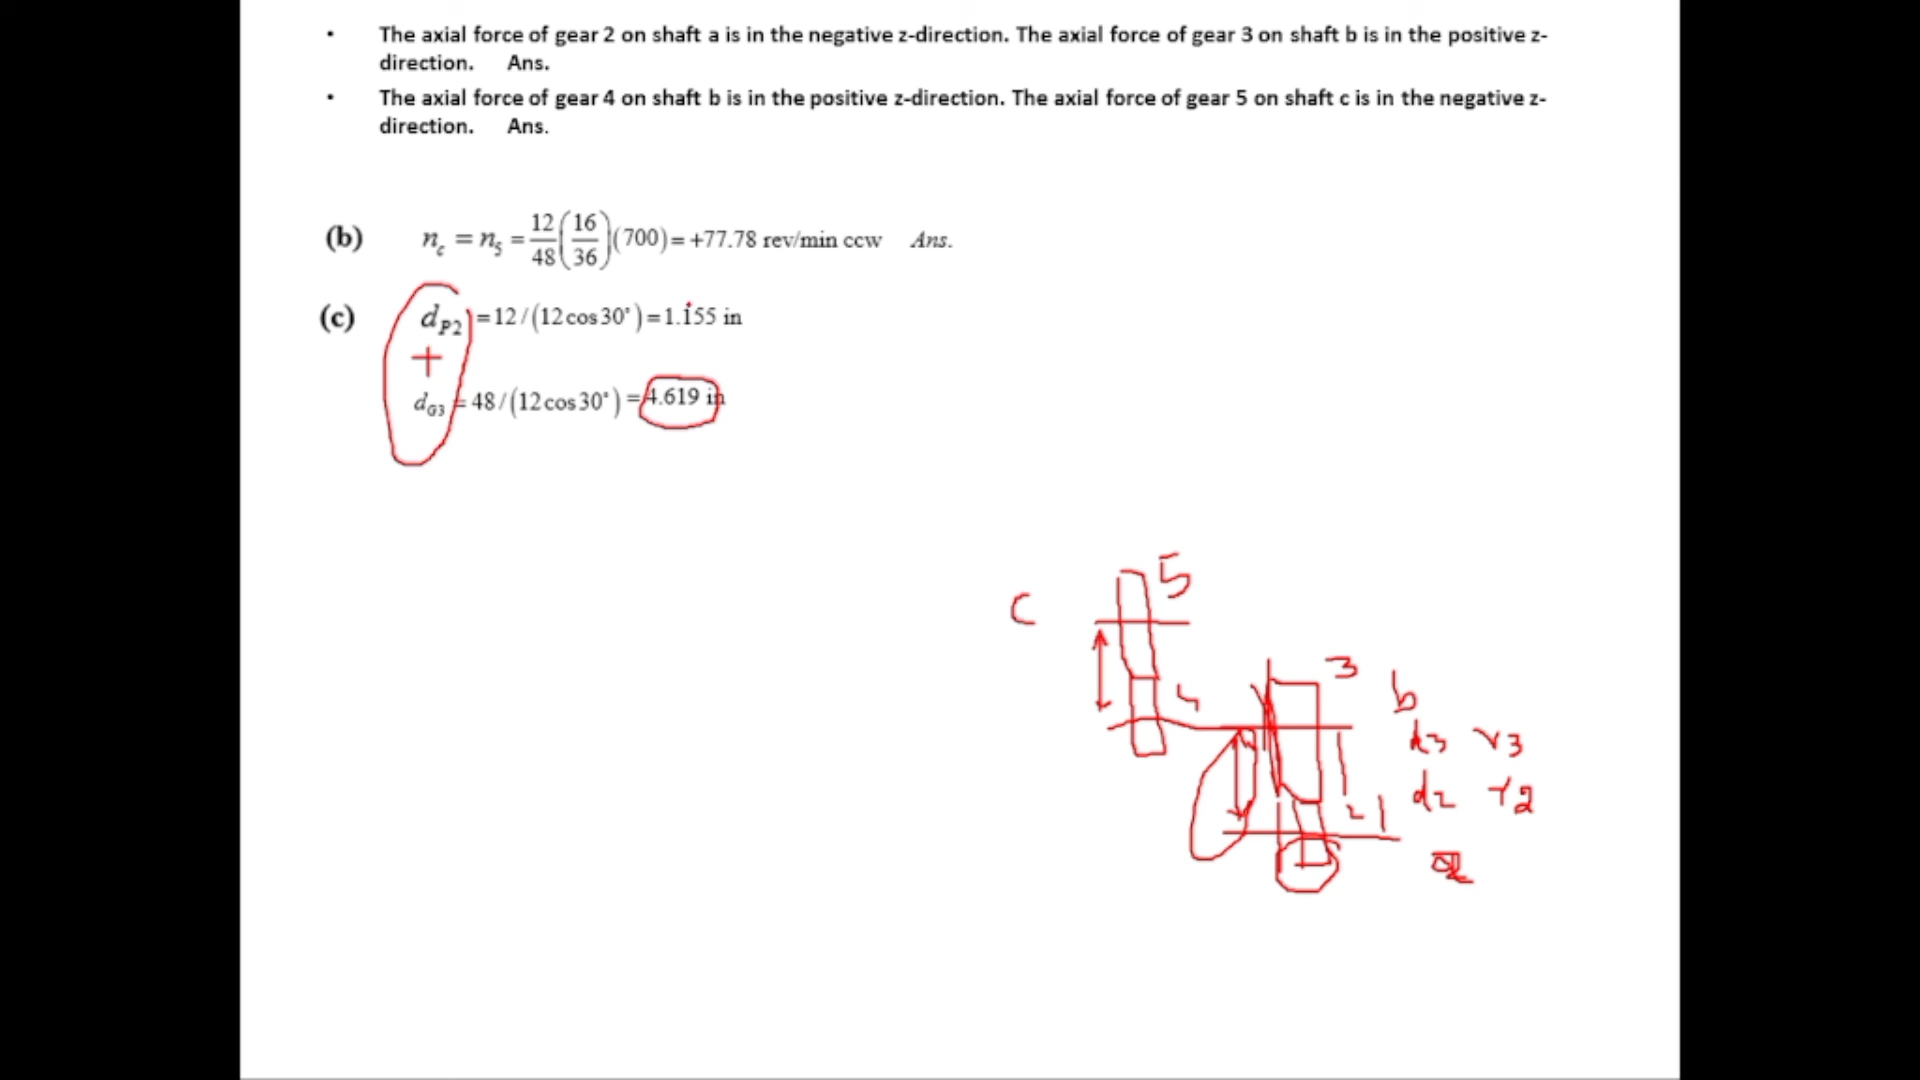 • The axial force of gear 2 on shaft a is in the negative z-direction. The axial force of gear 3 on shaft b is in the positive z-
direction. Ans.
• The axial force of gear 4 on shaft b is in the positive z-direction. The axial force of gear 5 on shaft c is in the negative z-
direction. Ans.
(b) n_c = n_5 = 12/48 (16/36) (700) = +77.78 rev/min ccw Ans.
(c) d_P2 = 12/(12 cos 30°) = 1.155 in
+
d_G3 = 48/(12 cos 30°) = 4.619 in
5
C
3
4
b
d3 r3
d2 r2
2